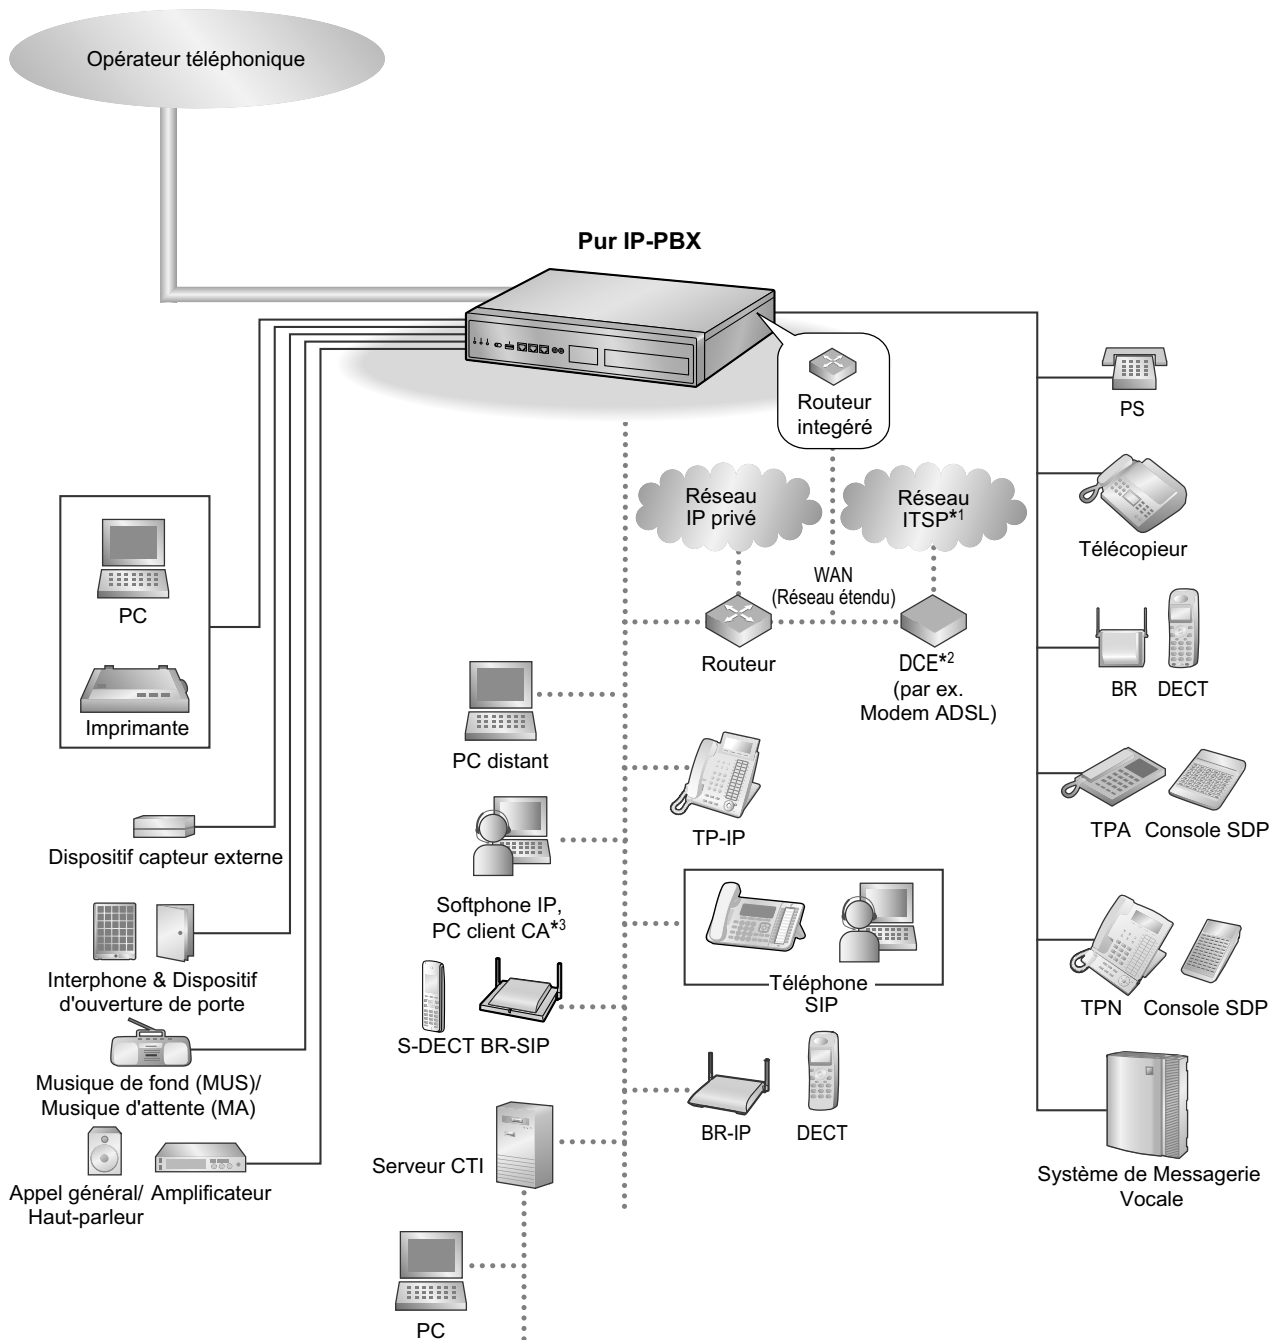 Opérateur téléphonique
Pur IP-PBX
Routeur
integéré
PS
Réseau
IP privé
Réseau
ITSP*1
Télécopieur
PC
WAN
(Réseau étendu)
Imprimante
Routeur
DCE*2
(par ex.
Modem ADSL)
BR DECT
PC distant
TP-IP
TPA Console SDP
Dispositif capteur externe
Softphone IP,
PC client CA*3
Interphone & Dispositif
d'ouverture de porte
Téléphone
SIP
TPN Console SDP
S-DECT BR-SIP
Musique de fond (MUS)/
Musique d'attente (MA)
BR-IP DECT
Serveur CTI
Système de Messagerie
Vocale
Appel général/
Haut-parleur
Amplificateur
PC